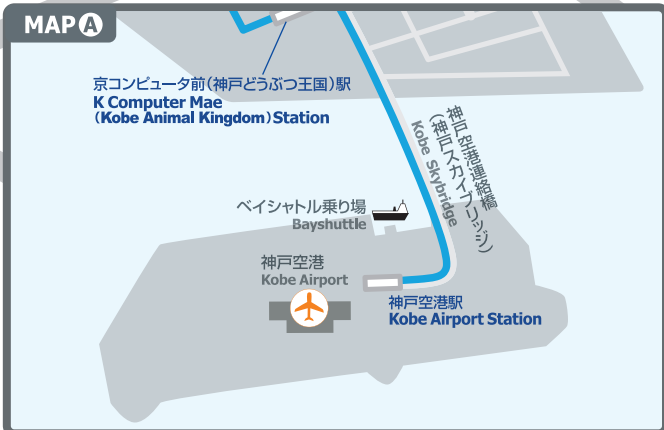 MAP A
京コンピュータ前(神戸どうぶつ王国)駅
K Computer Mae
(Kobe Animal Kingdom)Station
神戸空港連絡橋
(神戸スカイブリッジ)
Kobe Skybridge
ベイシャトル乗り場
Bayshuttle
神戸空港
Kobe Airport
神戸空港駅
Kobe Airport Station